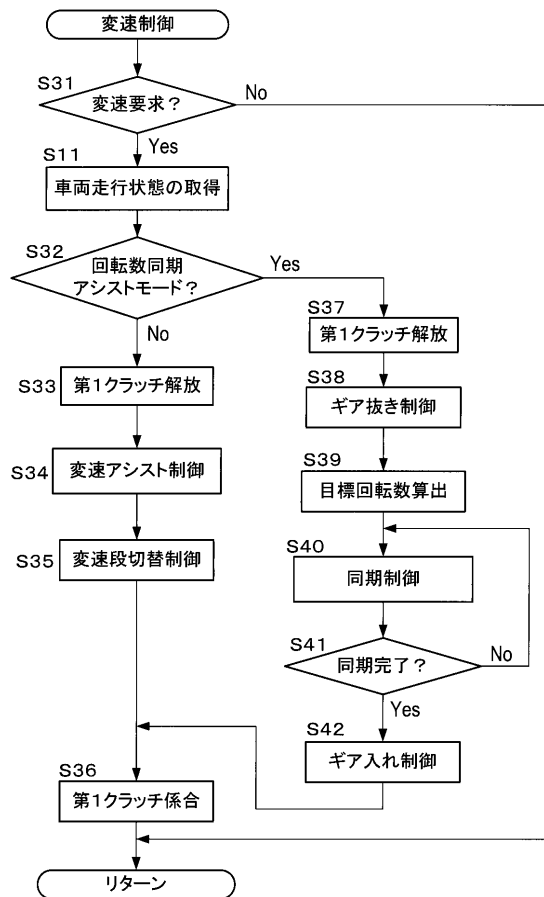 変速制御
S31
変速要求？
No
Yes
S11
車両走行状態の取得
S32
回転数同期
アシストモード？
Yes
No
S33
第1クラッチ解放
S34
変速アシスト制御
S35
変速段切替制御
S37
第1クラッチ解放
S38
ギア抜き制御
S39
目標回転数算出
S40
同期制御
S41
同期完了？
No
Yes
S42
ギア入れ制御
S36
第1クラッチ係合
リターン